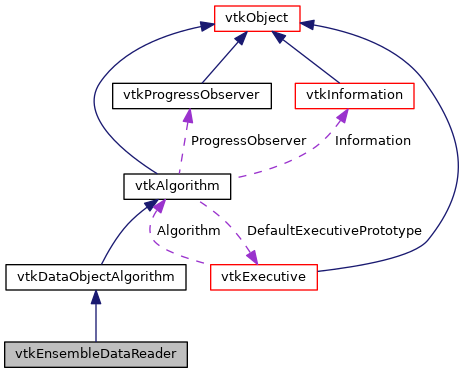 vtkObject
vtkProgressObserver
vtkInformation
ProgressObserver
Information
vtkAlgorithm
Algorithm
DefaultExecutivePrototype
vtkDataObjectAlgorithm
vtkExecutive
vtkEnsembleDataReader